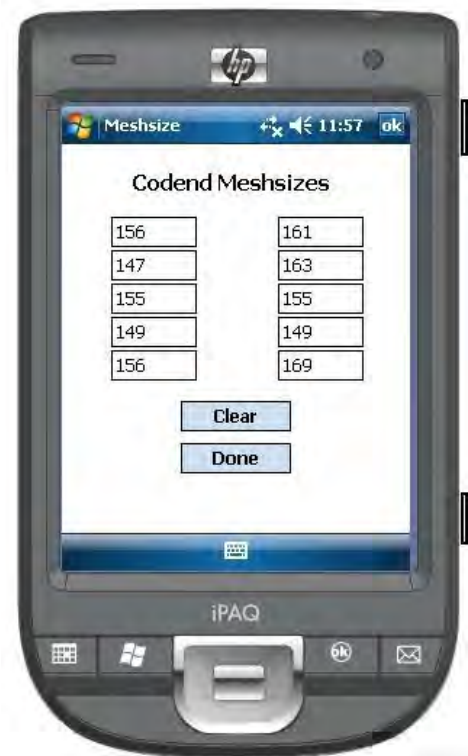 hp
Meshsize 11:57 ok
Codend Meshsizes
156 161
147 163
155 155
149 149
156 169
Clear
Done
iPAQ
ok